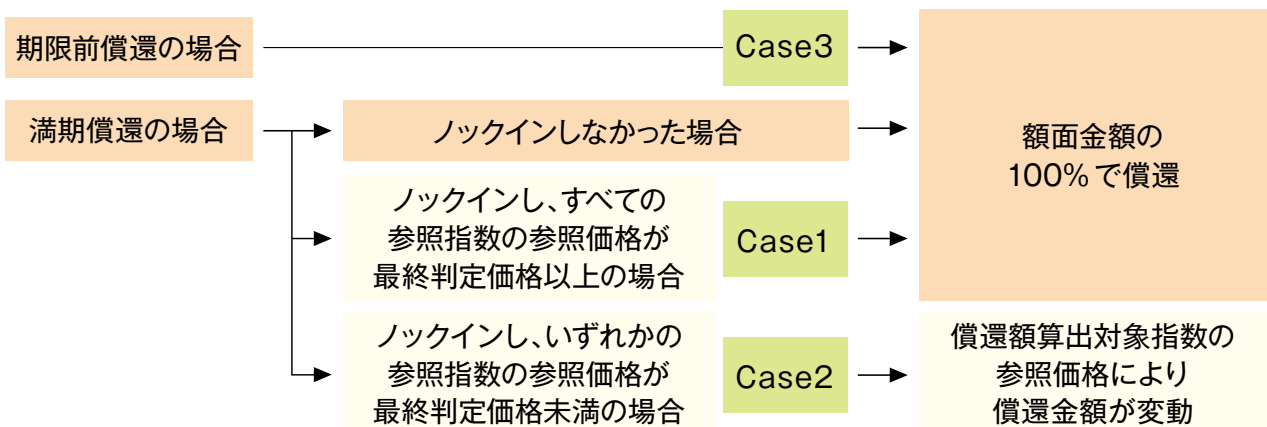 期限前償還の場合
Case3
満期償還の場合
ノックインしなかった場合
額面金額の
100%で償還
ノックインし、すべての
参照指数の参照価格が
最終判定価格以上の場合
Case1
ノックインし、いずれかの
参照指数の参照価格が
最終判定価格未満の場合
Case2
償還額算出対象指数の
参照価格により
償還金額が変動